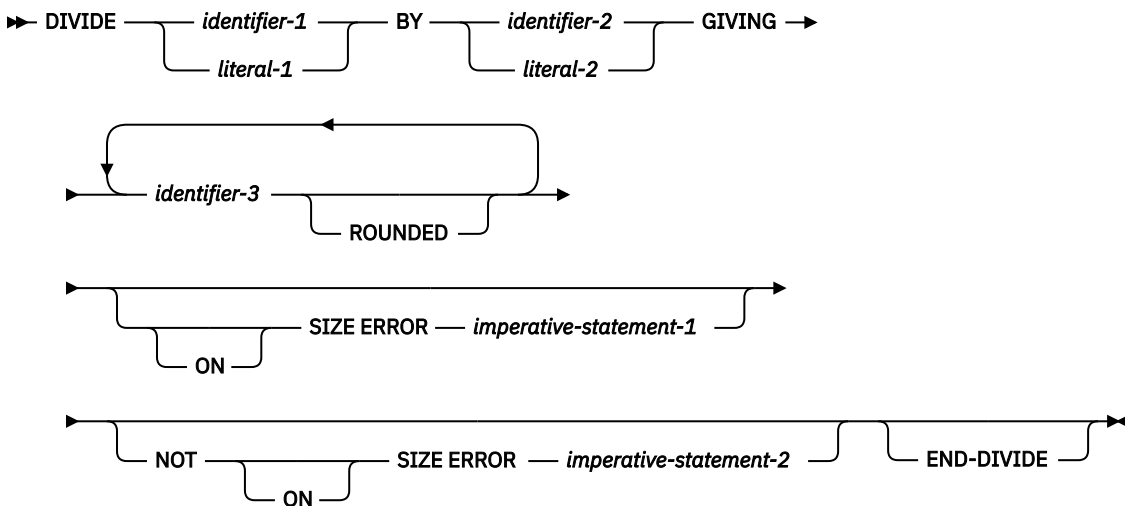 DIVIDE identifier-1 BY identifier-2 GIVING
literal-1 literal-2
identifier-3
ROUNDED
SIZE ERROR imperative-statement-1
ON
NOT SIZE ERROR imperative-statement-2 END-DIVIDE
ON